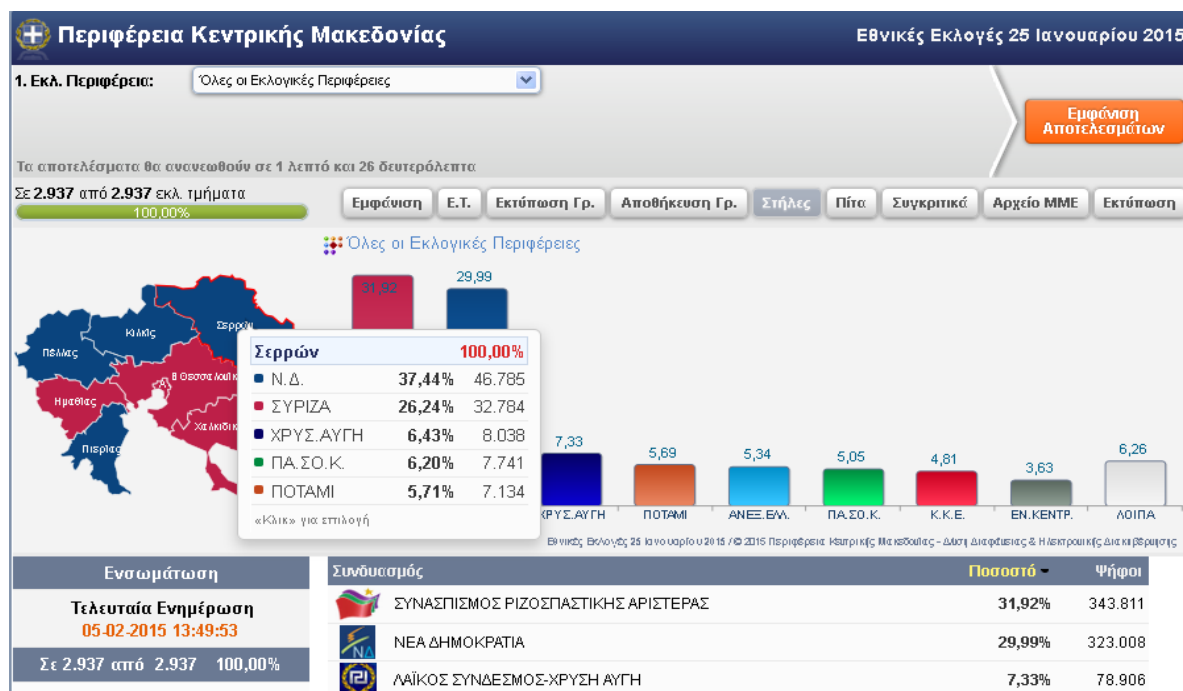 Περιφέρεια Κεντρικής Μακεδονίας
Εθνικές Εκλογές 25 Ιανουαρίου 2015
1. Εκλ. Περιφέρεια:
Όλες οι Εκλογικές Περιφέρειες
Εμφάνιση
Αποτελεσμάτων
Τα αποτελέσματα θα ανανεωθούν σε 1 λεπτό και 26 δευτερόλεπτα
Σε 2.937 από 2.937 εκλ. τμήματα
100,00%
Εμφάνιση Ε.Τ. Εκτύπωση Γρ. Αποθήκευση Γρ. Στήλες Πίτα Συγκριτικά Αρχείο ΜΜΕ Εκτύπωση
Όλες οι Εκλογικές Περιφέρειες
31,92
29,99
Σερρών
Κιλκίς
Πέλλας
Β Θεσσαλονίκ
Α
Ημαθίας
Χαλκιδικ
Πιερίας
Σερρών 100,00%
Ν.Δ. 37,44% 46.785
ΣΥΡΙΖΑ 26,24% 32.784
ΧΡΥΣ.ΑΥΓΗ 6,43% 8.038
ΠΑ.ΣΟ.Κ. 6,20% 7.741
ΠΟΤΑΜΙ 5,71% 7.134
«Κλικ» για επιλογή
7,33 5,69 5,34 5,05 4,81 3,63 6,26
ΧΡΥΣ.ΑΥΓΗ ΠΟΤΑΜΙ ΑΝΕΞ.ΕΛΛ. ΠΑ.ΣΟ.Κ. Κ.Κ.Ε. ΕΝ.ΚΕΝΤΡ. ΛΟΙΠΑ
Εθνικές Εκλογές 25 Ιανουαρίου 2015 / © 2015 Περιφέρεια Κεντρικής Μακεδονίας - Δ/νση Διαφάνειας & Ηλεκτρονικής Διακυβέρνησης
Ενσωμάτωση
Τελευταία Ενημέρωση
05-02-2015 13:49:53
Σε 2.937 από 2.937 100,00%
Συνδυασμός Ποσοστό Ψήφοι
ΣΥΝΑΣΠΙΣΜΟΣ ΡΙΖΟΣΠΑΣΤΙΚΗΣ ΑΡΙΣΤΕΡΑΣ 31,92% 343.811
ΝΔ ΝΕΑ ΔΗΜΟΚΡΑΤΙΑ 29,99% 323.008
ΛΑΪΚΟΣ ΣΥΝΔΕΣΜΟΣ-ΧΡΥΣΗ ΑΥΓΗ 7,33% 78.906